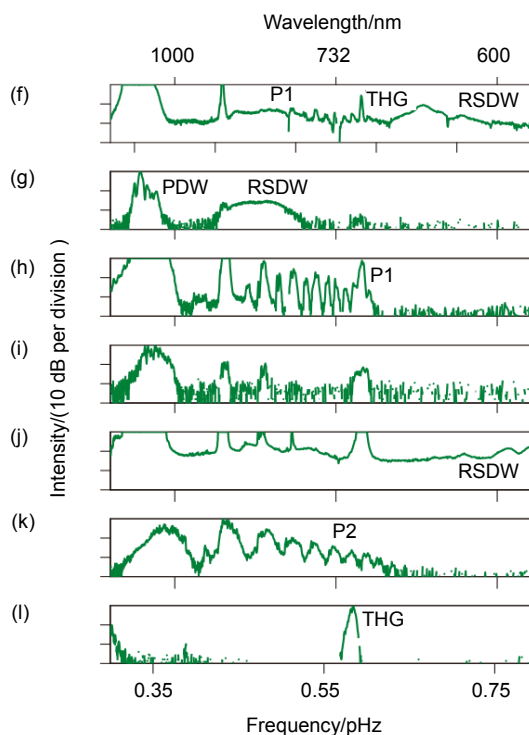 Wavelength/nm
1000 732 600
(f) P1 THG RSDW
(g) PDW RSDW
(h) P1
(i)
(j) RSDW
(k) P2
(l) THG
Intensity/(10 dB per division )
0.35 0.55 0.75
Frequency/pHz